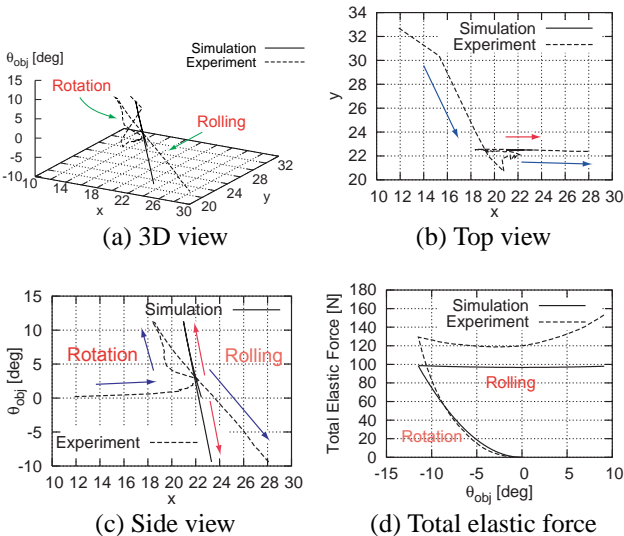 θobj [deg]
Simulation
Experiment
15
10
5
0
-5
-10
Rotation
Rolling
10
14
18
22
26
30
x
20
24
28
32
y
(a) 3D view
y
34
32
30
28
26
24
22
20
Simulation
Experiment
10 12 14 16 18 20 22 24 26 28 30
x
(b) Top view
θobj [deg]
15
10
5
0
-5
-10
Simulation
Rotation
Rolling
Experiment
10 12 14 16 18 20 22 24 26 28 30
x
(c) Side view
Total Elastic Force [N]
180
160
140
120
100
80
60
40
20
0
Simulation
Experiment
Rolling
Rotation
-15 -10 -5 0 5 10
θobj [deg]
(d) Total elastic force